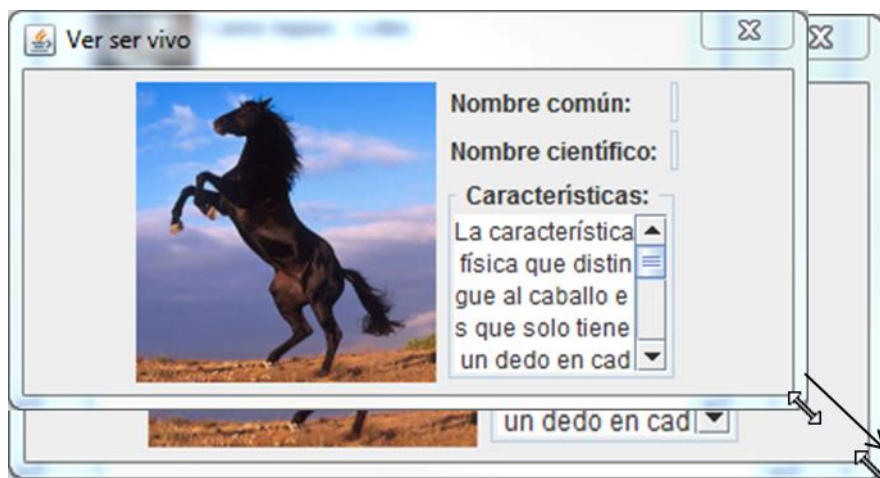 Ver ser vivo
Nombre común:
Nombre científico:
Características:
La característica
física que distin
gue al caballo e
s que solo tiene
un dedo en cad
un dedo en cad